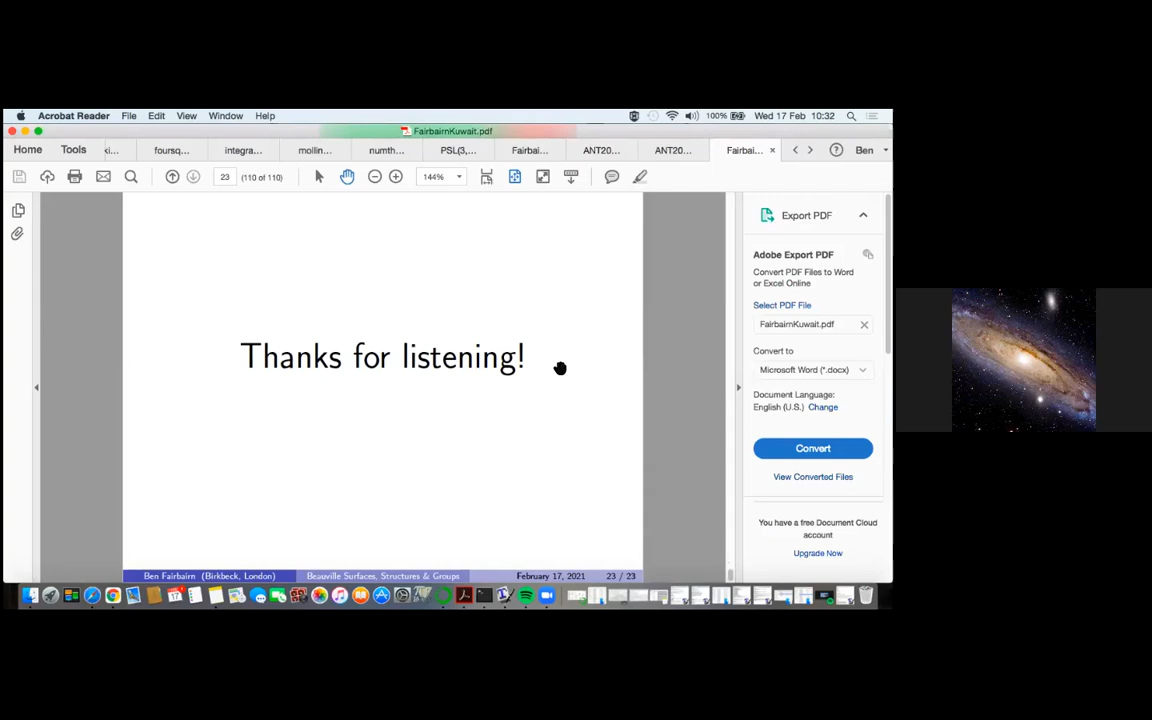 Acrobat Reader File Edit View Window Help 100% Wed 17 Feb 10:32
FairbairnKuwait.pdf
Home Tools ki... foursq... integra... mollin... numth... PSL(3,... Fairbai... ANT20... ANT20... Fairbai... × Ben
23 (110 of 110) 144%
Export PDF
Adobe Export PDF
Convert PDF Files to Word
or Excel Online
Select PDF File
FairbairnKuwait.pdf
Convert to
Microsoft Word (*.docx)
Document Language:
English (U.S.) Change
Convert
View Converted Files
You have a free Document Cloud
account
Upgrade Now
Thanks for listening!
Ben Fairbairn (Birkbeck, London) Beauville Surfaces, Structures & Groups February 17, 2021 23 / 23